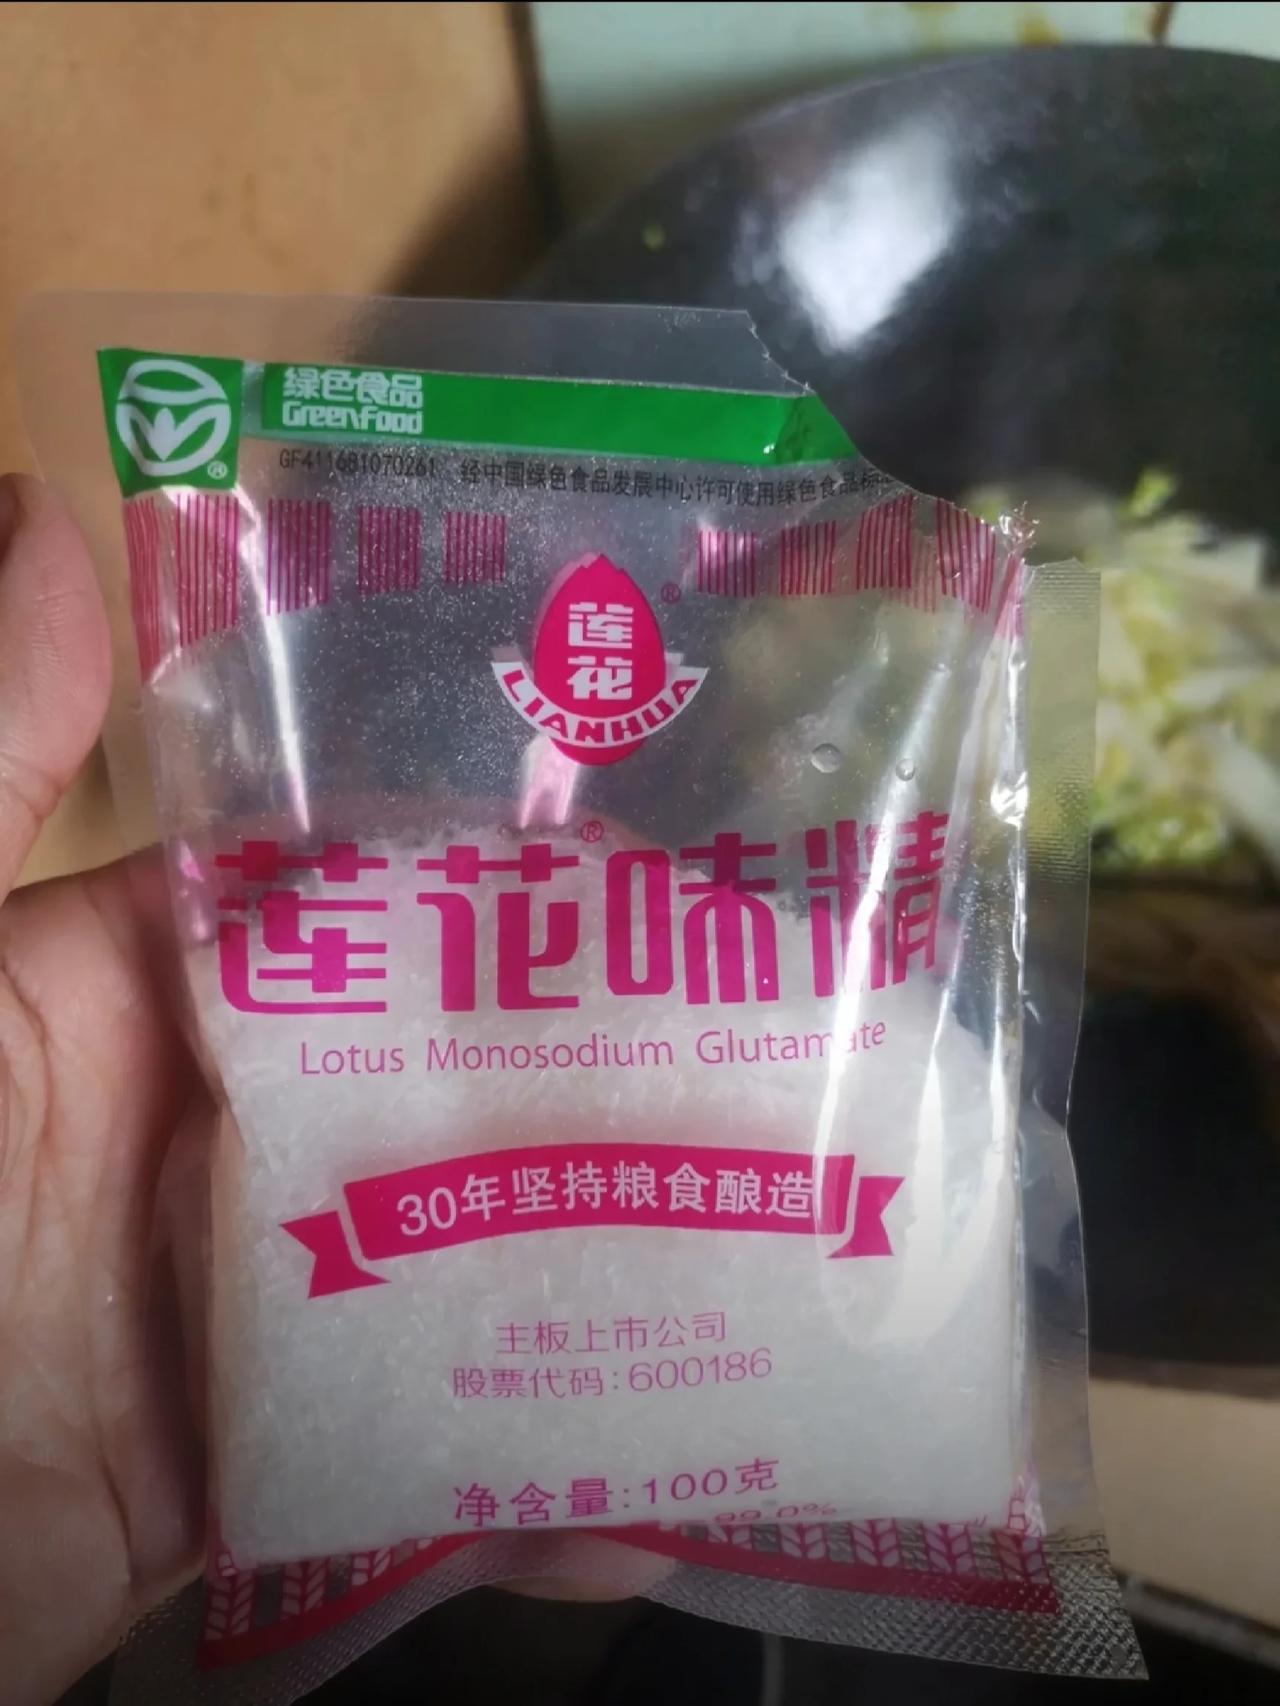 绿色食品
Greenfood
GF411681070261 经中国绿色食品发展中心许可使用绿色食品标
莲花
LIANHUA
莲花味精
Lotus Monosodium Glutamate
30年坚持粮食酿造
主板上市公司
股票代码:600186
净含量:100克
99.0%